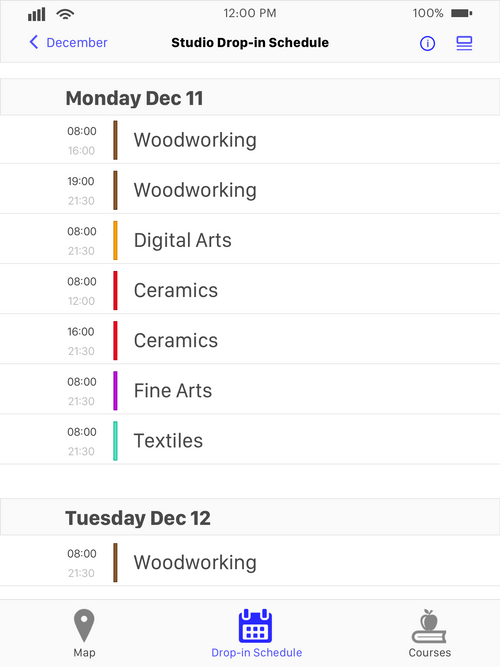 12:00 PM
100%
December
Studio Drop-in Schedule
Monday Dec 11
08:00
16:00
Woodworking
19:00
21:30
Woodworking
08:00
21:30
Digital Arts
08:00
12:00
Ceramics
16:00
21:30
Ceramics
08:00
21:30
Fine Arts
08:00
21:30
Textiles
Tuesday Dec 12
08:00
21:30
Woodworking
Map
Drop-in Schedule
Courses